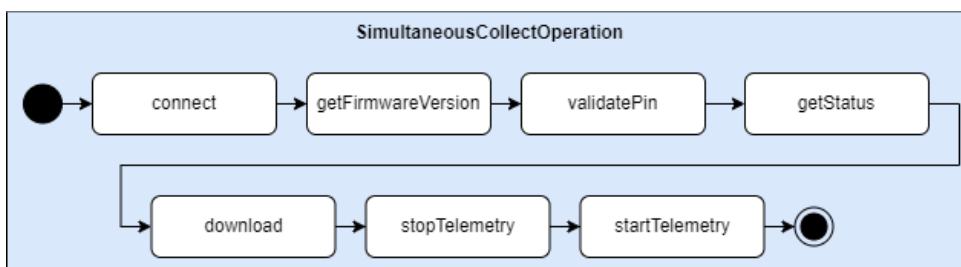 SimultaneousCollectOperation
connect
getFirmwareVersion
validatePin
getStatus
download
stopTelemetry
startTelemetry